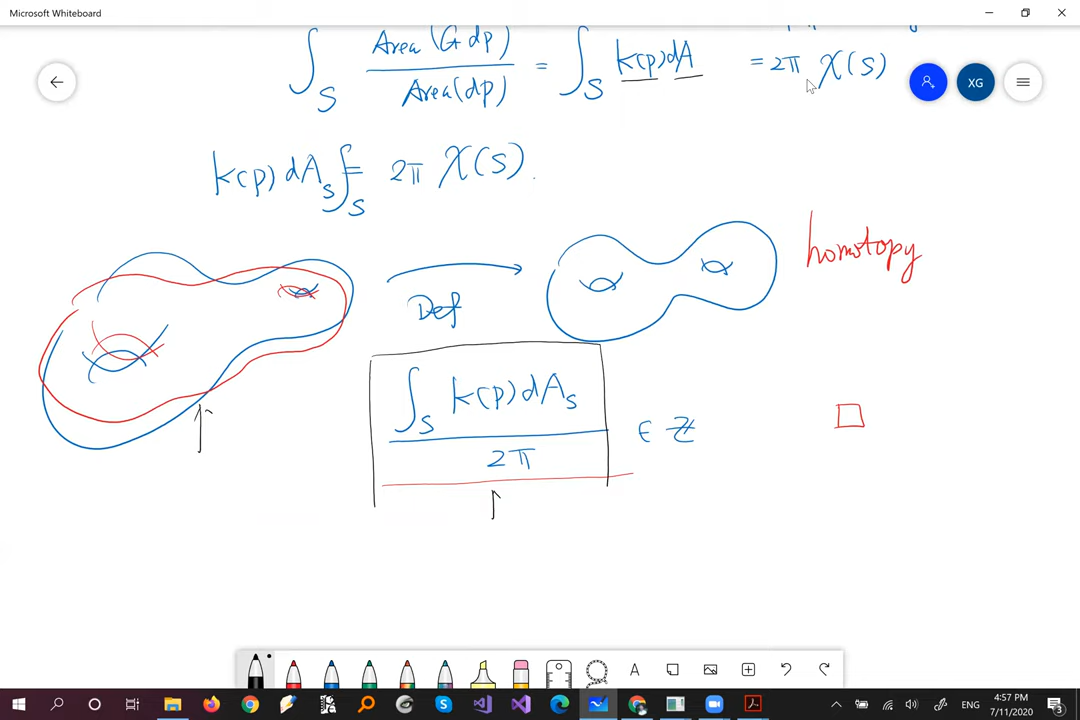 Microsoft Whiteboard
∫_S Area(G dp) / Area(dp) = ∫_S k(p)dA = 2π χ(S)
XG
k(p) dA_S ∫_S = 2π χ(S).
homotopy
Def
∫_S k(p)dA_S / 2π ∈ Z
A
ENG
4:57 PM
7/11/2020
3